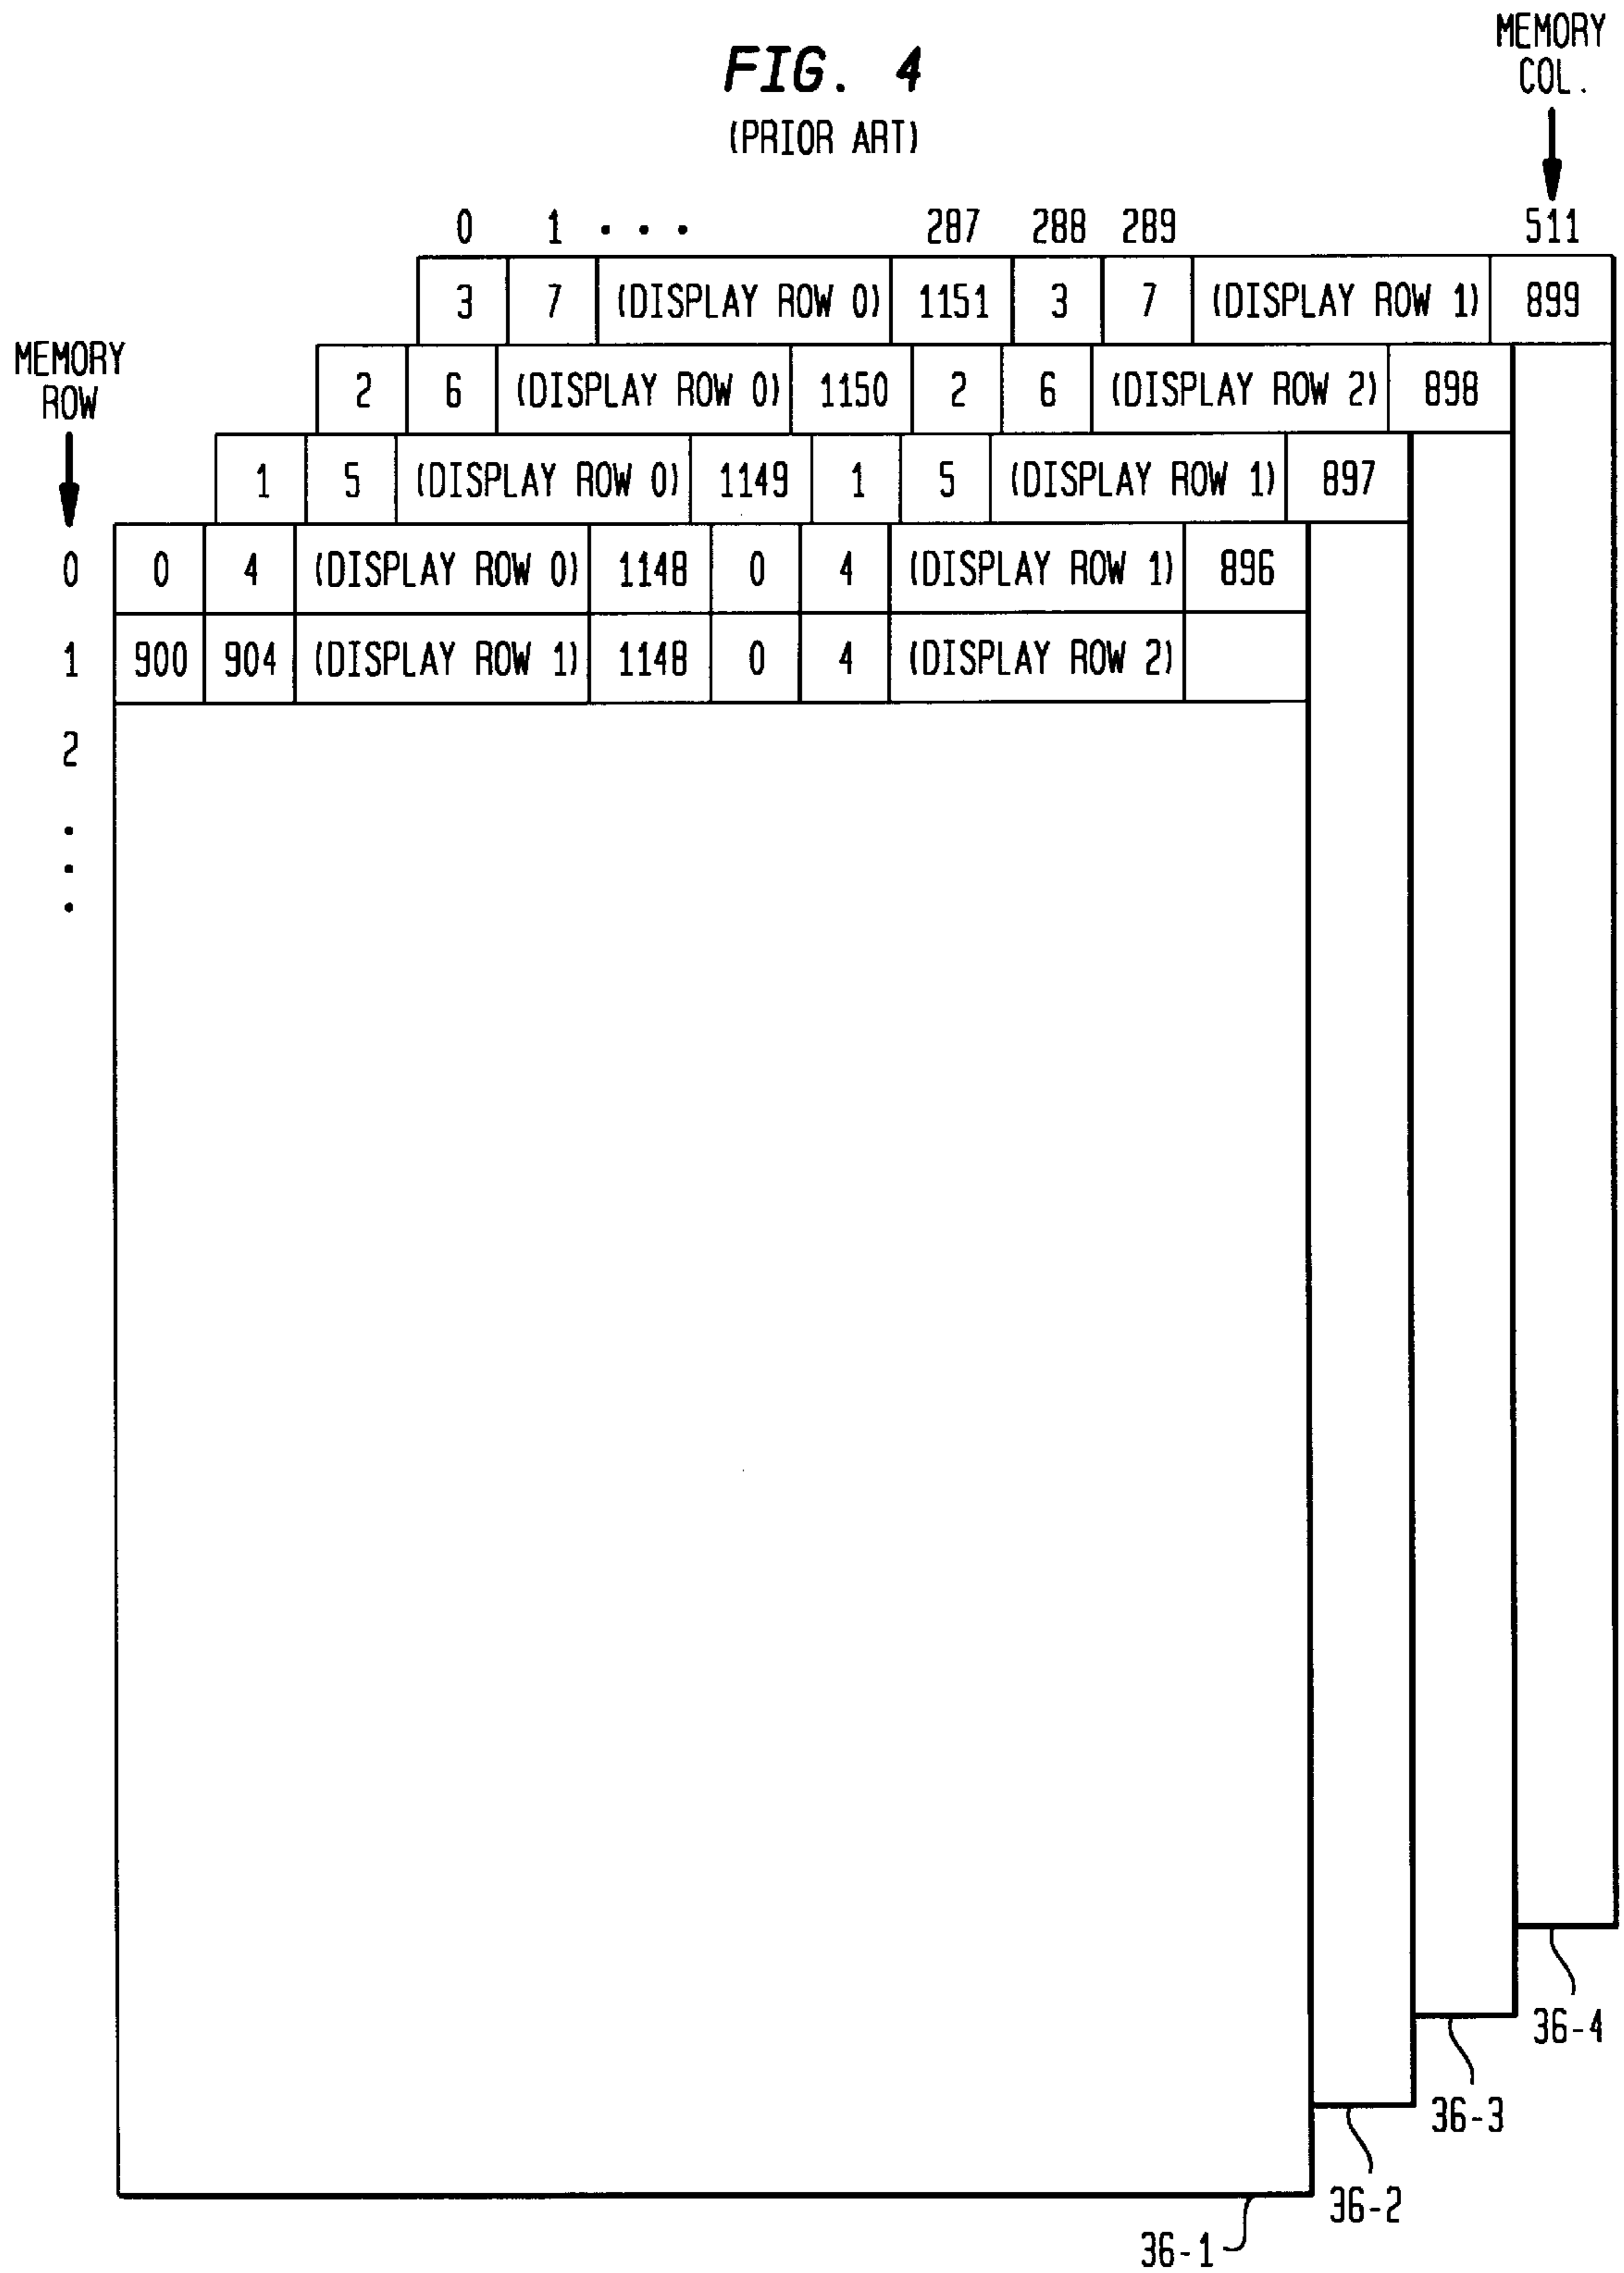 FIG. 4
(PRIOR ART)
MEMORY
COL.
0 1 . . . 287 288 289 511
3 7 (DISPLAY ROW 0) 1151 3 7 (DISPLAY ROW 1) 899
MEMORY
ROW
2 6 (DISPLAY ROW 0) 1150 2 6 (DISPLAY ROW 2) 898
1 5 (DISPLAY ROW 0) 1149 1 5 (DISPLAY ROW 1) 897
0 0 4 (DISPLAY ROW 0) 1148 0 4 (DISPLAY ROW 1) 896
1 900 904 (DISPLAY ROW 1) 1148 0 4 (DISPLAY ROW 2)
2
.
.
.
36-4
36-3
36-2
36-1